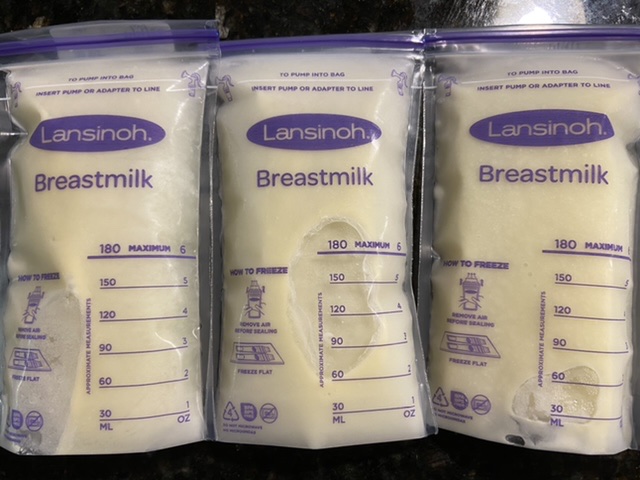 TO PUMP INTO BAG
INSERT PUMP OR ADAPTER TO LINE
Lansinoh.
Breastmilk
180 MAXIMUM 6
HOW TO FREEZE
150 5
120 4
BEFORE SEALING
APPROXIMATE MEASUREMENTS
90 3
FREEZE FLAT
60 2
30 1
ML OZ
TO PUMP INTO BAG
INSERT PUMP OR ADAPTER TO LINE
Lansinoh.
Breastmilk
180 MAXIMUM 6
HOW TO FREEZE
150 5
120 4
REMOVE AIR
BEFORE SEALING
APPROXIMATE MEASUREMENTS
90
FREEZE FLAT
60 2
30 1
ML OZ
DO NOT MICROWAVE
TO PUMP INTO BAG
INSERT PUMP OR ADAPTER TO LINE
Lansinoh.
Breastmilk
180 MAXIMUM 6
HOW TO FREEZE
150
120
REMOVE AIR
BEFORE SEALING
APPROXIMATE MEASUREMENTS
90
FREEZE FLAT
60
30
ML